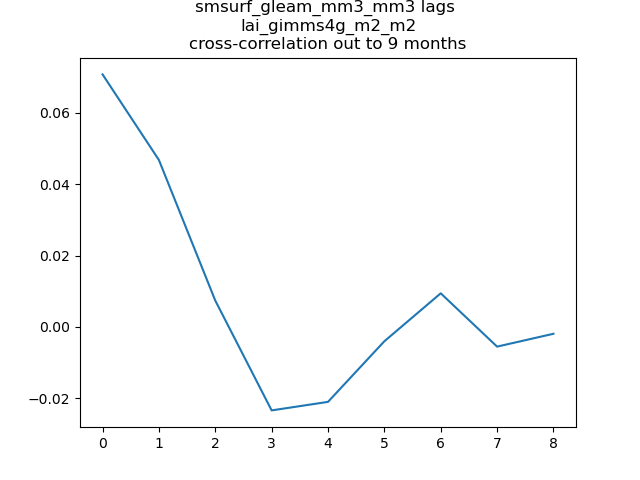 smsurf_gleam_mm3_mm3 lags
lai_gimms4g_m2_m2
cross-correlation out to 9 months
0.06
0.04
0.02
0.00
−0.02
0 1 2 3 4 5 6 7 8